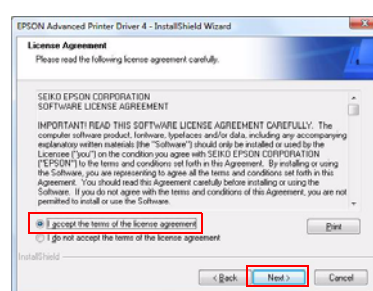 EPSON Advanced Printer Driver 4 - InstallShield Wizard
License Agreement
Please read the following license agreement carefully.
SEIKO EPSON CORPORATION
SOFTWARE LICENSE AGREEMENT
IMPORTANT! READ THIS SOFTWARE LICENSE AGREEMENT CAREFULLY. The
computer software product, fontware, typefaces and/or data, including any accompanying
explanatory written materials (the "Software") should only be installed or used by the
Licensee ("you") on the condition you agree with SEIKO EPSON CORPORATION
("EPSON") to the terms and conditions set forth in this Agreement. By installing or using
the Software, you are representing to agree all the terms and conditions set forth in this
Agreement. You should read this Agreement carefully before installing or using the
Software. If you do not agree with the terms and conditions of this Agreement, you are not
permitted to install or use the Software.
I accept the terms of the license agreement
Print
I do not accept the terms of the license agreement
InstallShield
< Back
Next >
Cancel